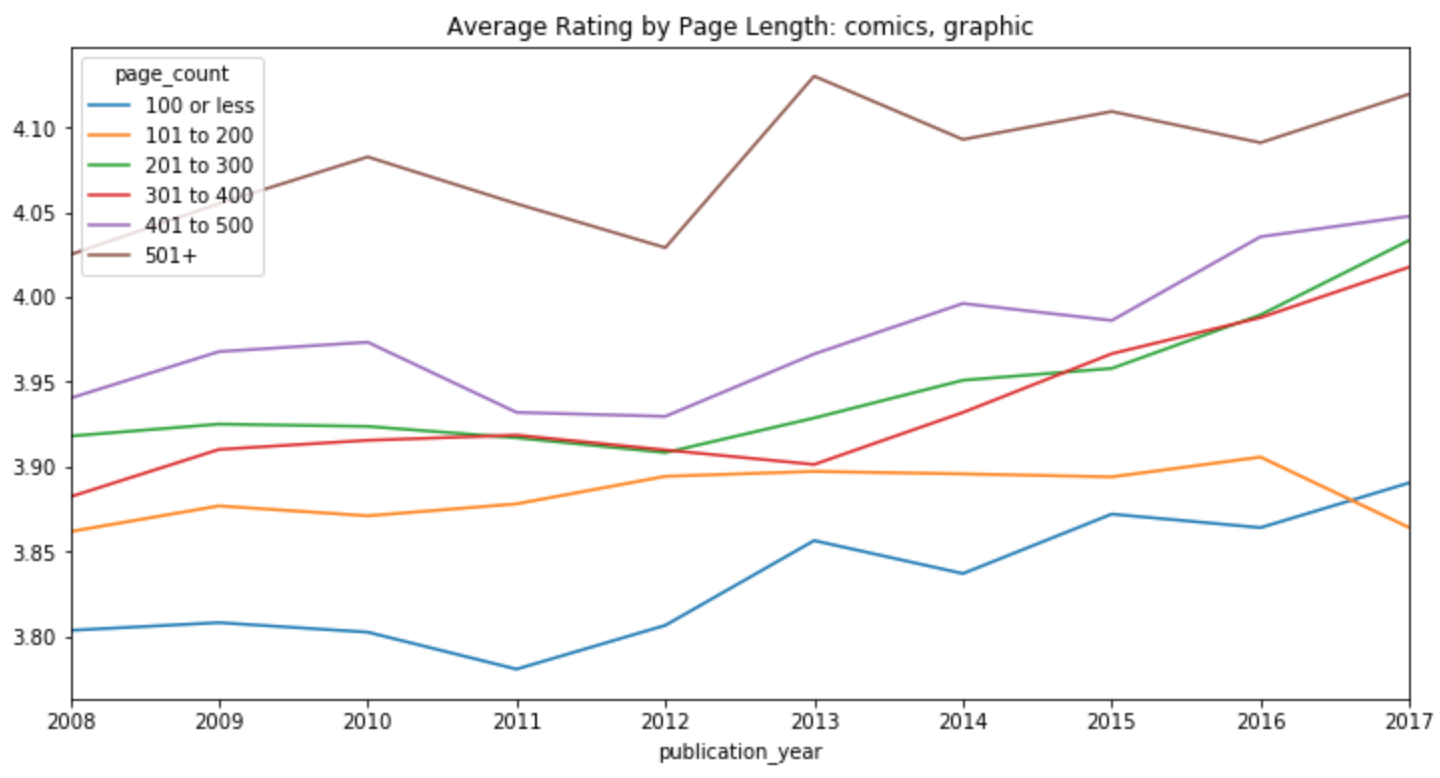 Average Rating by Page Length: comics, graphic
page_count
100 or less
101 to 200
201 to 300
301 to 400
401 to 500
501+
4.10
4.05
4.00
3.95
3.90
3.85
3.80
2008 2009 2010 2011 2012 2013 2014 2015 2016 2017
publication_year